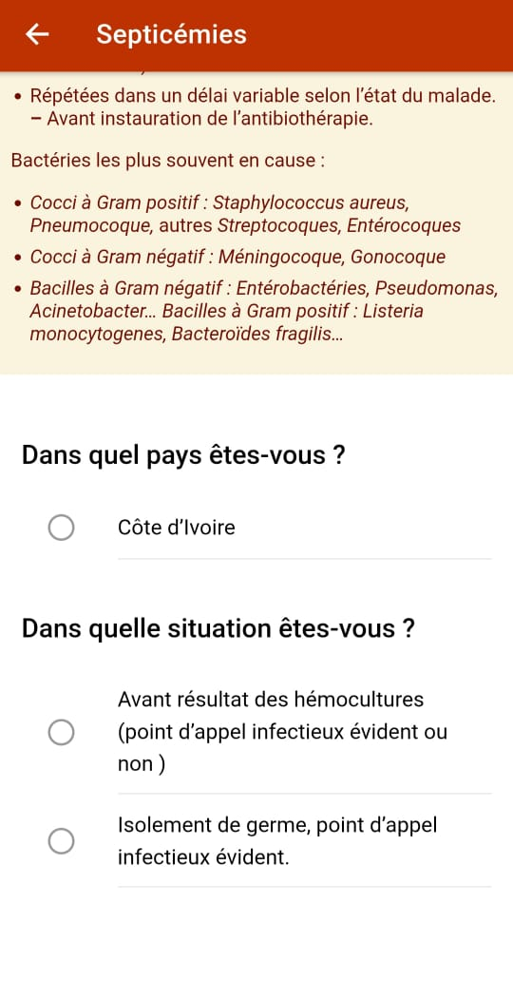 Septicémies
• Répétées dans un délai variable selon l’état du malade.
– Avant instauration de l’antibiothérapie.
Bactéries les plus souvent en cause :
• Cocci à Gram positif : Staphylococcus aureus,
Pneumocoque, autres Streptocoques, Entérocoques
• Cocci à Gram négatif : Méningocoque, Gonocoque
• Bacilles à Gram négatif : Entérobactéries, Pseudomonas,
Acinetobacter... Bacilles à Gram positif : Listeria
monocytogenes, Bacteroïdes fragilis...
Dans quel pays êtes-vous ?
Côte d’Ivoire
Dans quelle situation êtes-vous ?
Avant résultat des hémocultures
(point d’appel infectieux évident ou
non )
Isolement de germe, point d’appel
infectieux évident.